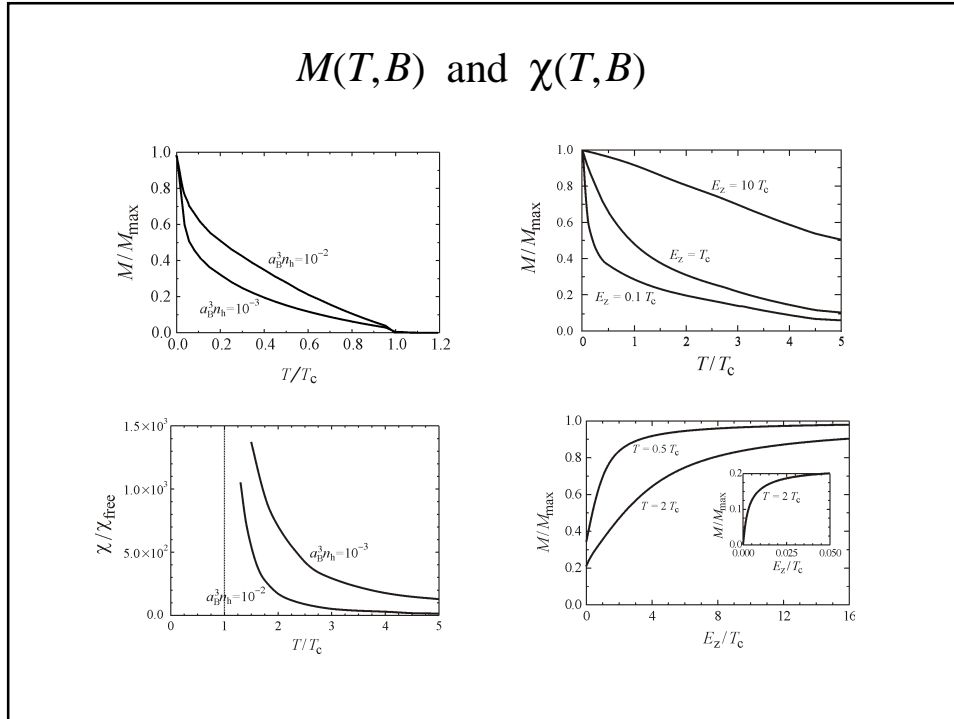 M(T,B) and χ(T,B)
M/M_max
1.0
0.8
0.6
0.4
0.2
0.0
a_B^3 n_h=10^-2
a_B^3 n_h=10^-3
0.0 0.2 0.4 0.6 0.8 1.0 1.2
T/T_c
M/M_max
1.0
0.8
0.6
0.4
0.2
0.0
E_z = 10 T_c
E_z = T_c
E_z = 0.1 T_c
0 1 2 3 4 5
T/T_c
χ/χ_free
1.5×10^3
1.0×10^3
5.0×10^2
0.0
a_B^3 n_h=10^-3
a_B^3 n_h=10^-2
0 1 2 3 4 5
T/T_c
M/M_max
1.0
0.8
0.6
0.4
0.2
0.0
T = 0.5 T_c
T = 2 T_c
M/M_max
0.2
0.1
0.0
T = 2 T_c
0.000 0.025 0.050
E_z/T_c
0 4 8 12 16
E_z/T_c